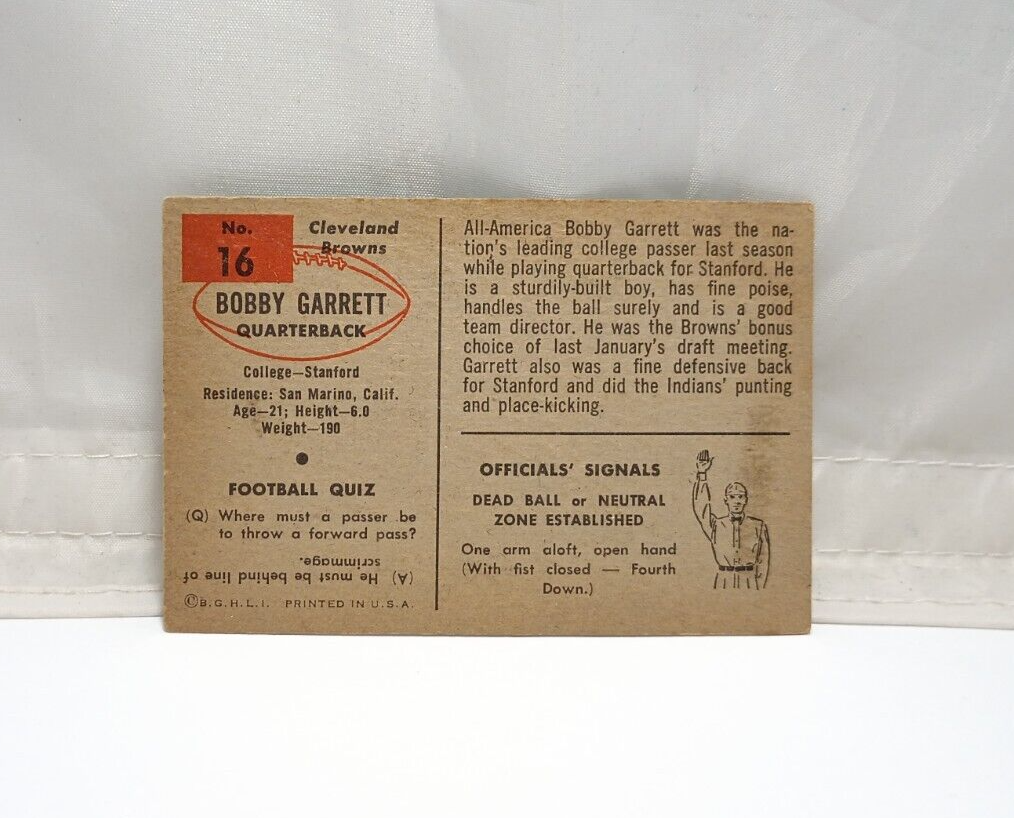 No.
16
Cleveland
Browns
BOBBY GARRETT
QUARTERBACK
College—Stanford
Residence: San Marino, Calif.
Age—21; Height—6.0
Weight—190
FOOTBALL QUIZ
(Q) Where must a passer be
to throw a forward pass?
(A) He must be behind line of
scrimmage.
©B.G.H.L.I. PRINTED IN U.S.A.
All-America Bobby Garrett was the na-
tion's leading college passer last season
while playing quarterback for Stanford. He
is a sturdily-built boy, has fine poise,
handles the ball surely and is a good
team director. He was the Browns' bonus
choice of last January's draft meeting.
Garrett also was a fine defensive back
for Stanford and did the Indians' punting
and place-kicking.
OFFICIALS' SIGNALS
DEAD BALL or NEUTRAL
ZONE ESTABLISHED
One arm aloft, open hand
(With fist closed — Fourth
Down.)